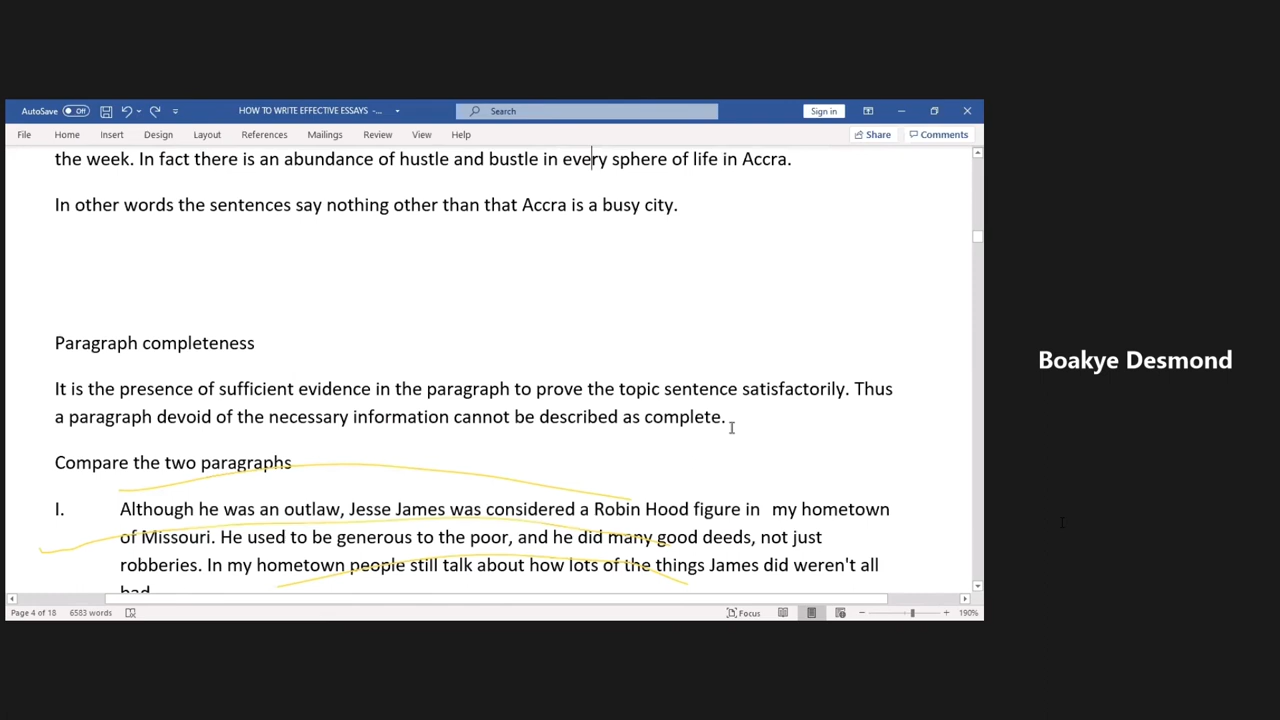 AutoSave Off HOW TO WRITE EFFECTIVE ESSAYS -... Search Sign in
File Home Insert Design Layout References Mailings Review View Help Share Comments
the week. In fact there is an abundance of hustle and bustle in every sphere of life in Accra.
In other words the sentences say nothing other than that Accra is a busy city.
Paragraph completeness
It is the presence of sufficient evidence in the paragraph to prove the topic sentence satisfactorily. Thus
a paragraph devoid of the necessary information cannot be described as complete.
Compare the two paragraphs
I. Although he was an outlaw, Jesse James was considered a Robin Hood figure in my hometown
of Missouri. He used to be generous to the poor, and he did many good deeds, not just
robberies. In my hometown people still talk about how lots of the things James did weren't all
bad
Page 4 of 18 6583 words Focus 190%
Boakye Desmond